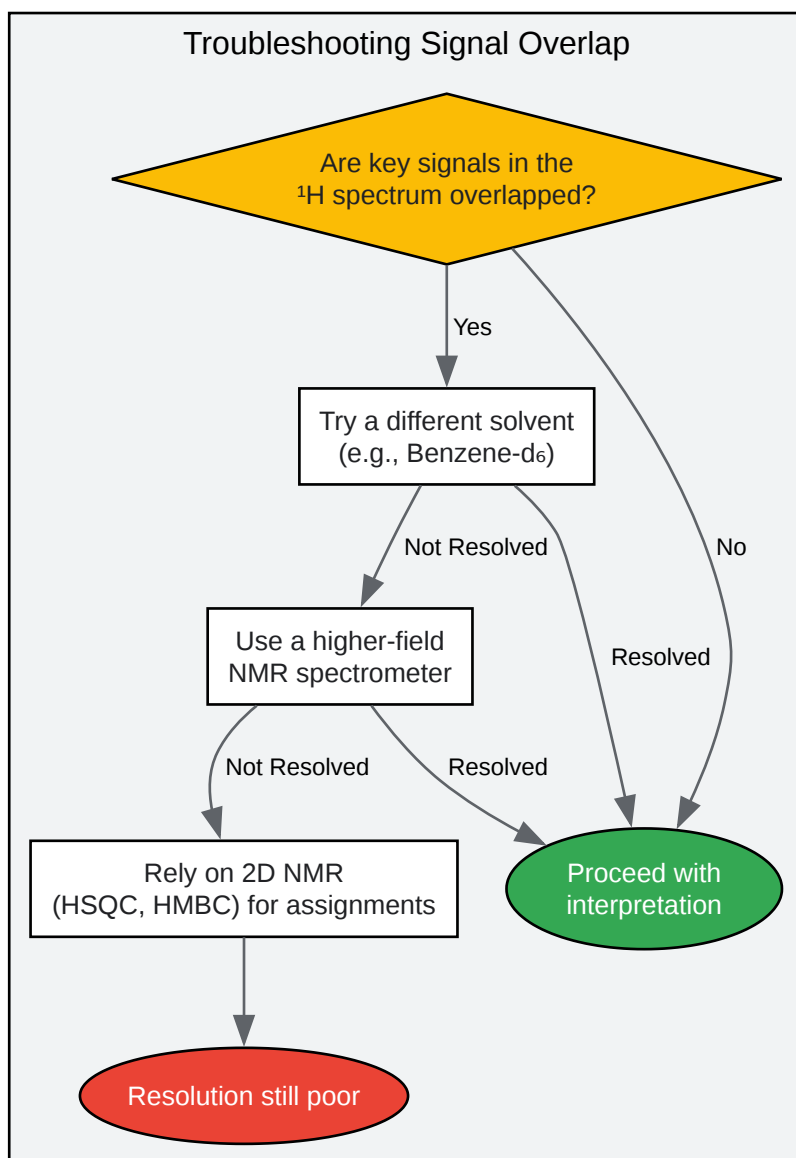 Troubleshooting Signal Overlap
Are key signals in the
¹H spectrum overlapped?
Yes
Try a different solvent
(e.g., Benzene-d₆)
Not Resolved
No
Use a higher-field
NMR spectrometer
Resolved
Not Resolved
Resolved
Rely on 2D NMR
(HSQC, HMBC) for assignments
Proceed with
interpretation
Resolution still poor